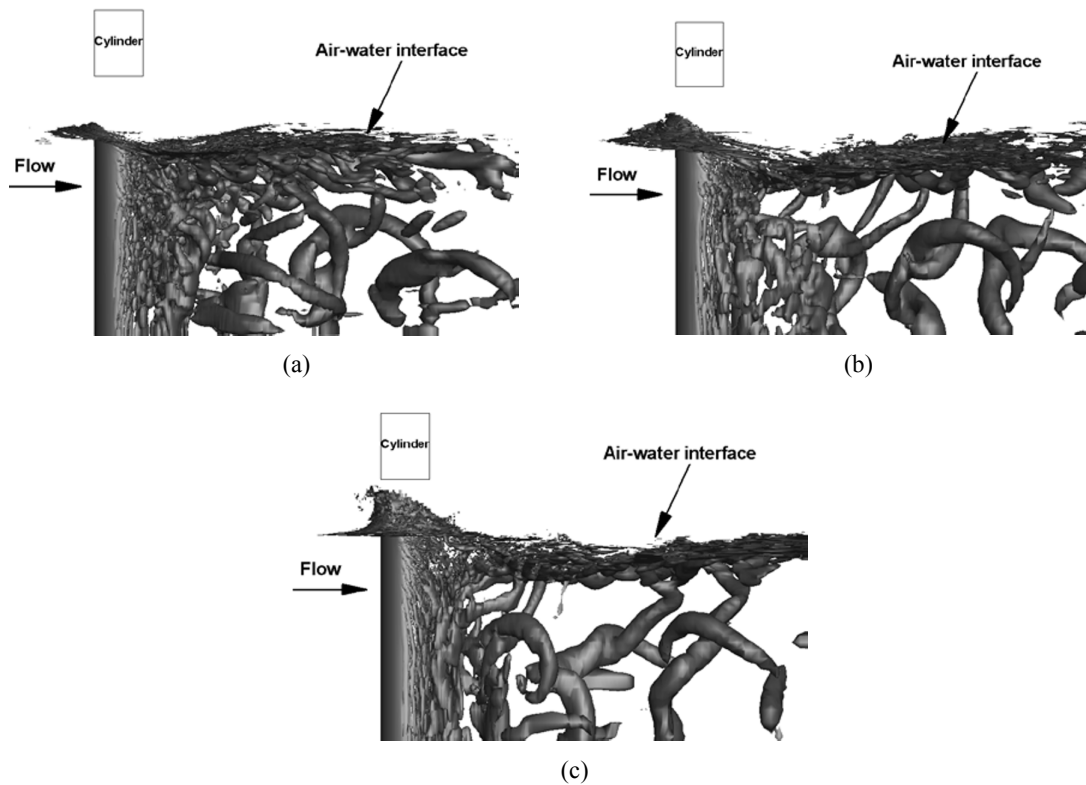 Cylinder
Air-water interface
Flow
(a)
Cylinder
Air-water interface
Flow
(b)
Cylinder
Air-water interface
Flow
(c)